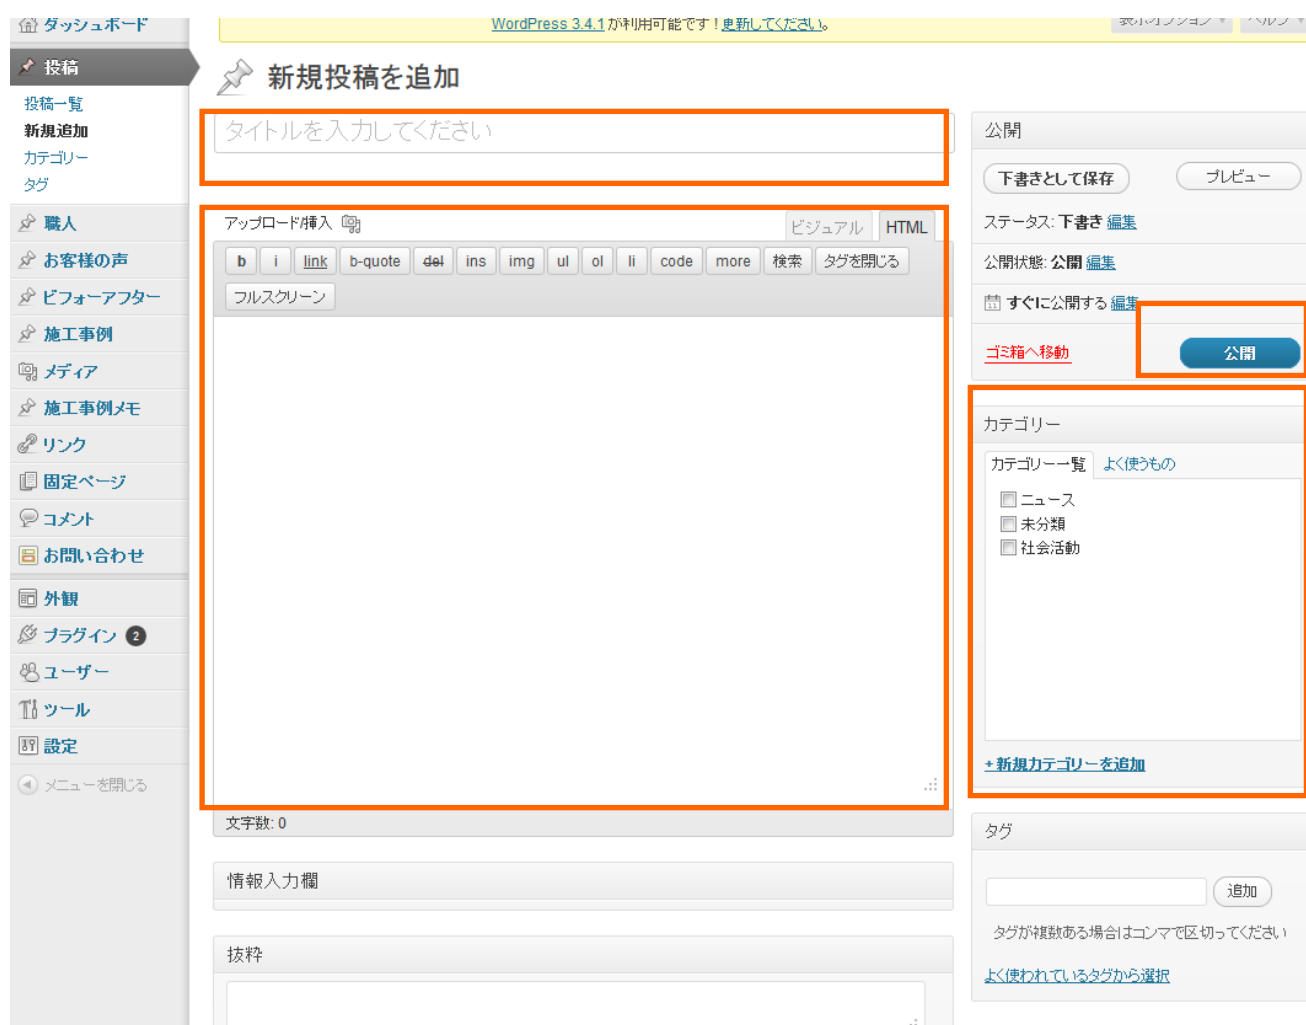 ダッシュボード
投稿
投稿一覧
新規追加
カテゴリー
タグ
職人
お客様の声
ビフォーアフター
施工事例
メディア
施工事例メモ
リンク
固定ページ
コメント
お問い合わせ
外観
プラグイン 2
ユーザー
ツール
設定
メニューを閉じる
WordPress 3.4.1 が利用可能です ! 更新してください。
表示オプション ヘルプ
新規投稿を追加
タイトルを入力してください
アップロード/挿入
ビジュアル HTML
b i link b-quote del ins img ul ol li code more 検索 タグを閉じる
フルスクリーン
文字数: 0
情報入力欄
抜粋
公開
下書きとして保存 プレビュー
ステータス: 下書き 編集
公開状態: 公開 編集
すぐに公開する 編集
ゴミ箱へ移動 公開
カテゴリー
カテゴリー一覧 よく使うもの
ニュース
未分類
社会活動
+ 新規カテゴリーを追加
タグ
追加
タグが複数ある場合はコンマで区切ってください
よく使われているタグから選択